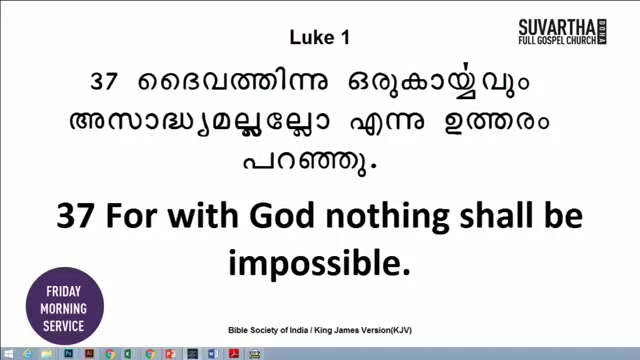 Luke 1
SUVARTHA
FULL GOSPEL CHURCH
DOHA
37 ദൈവത്തിന്നു ഒരുകാൎയ്യവും
അസാദ്ധ്യമല്ലല്ലോ എന്നു ഉത്തരം
പറഞ്ഞു.
37 For with God nothing shall be
impossible.
FRIDAY
MORNING
SERVICE
Bible Society of India / King James Version(KJV)